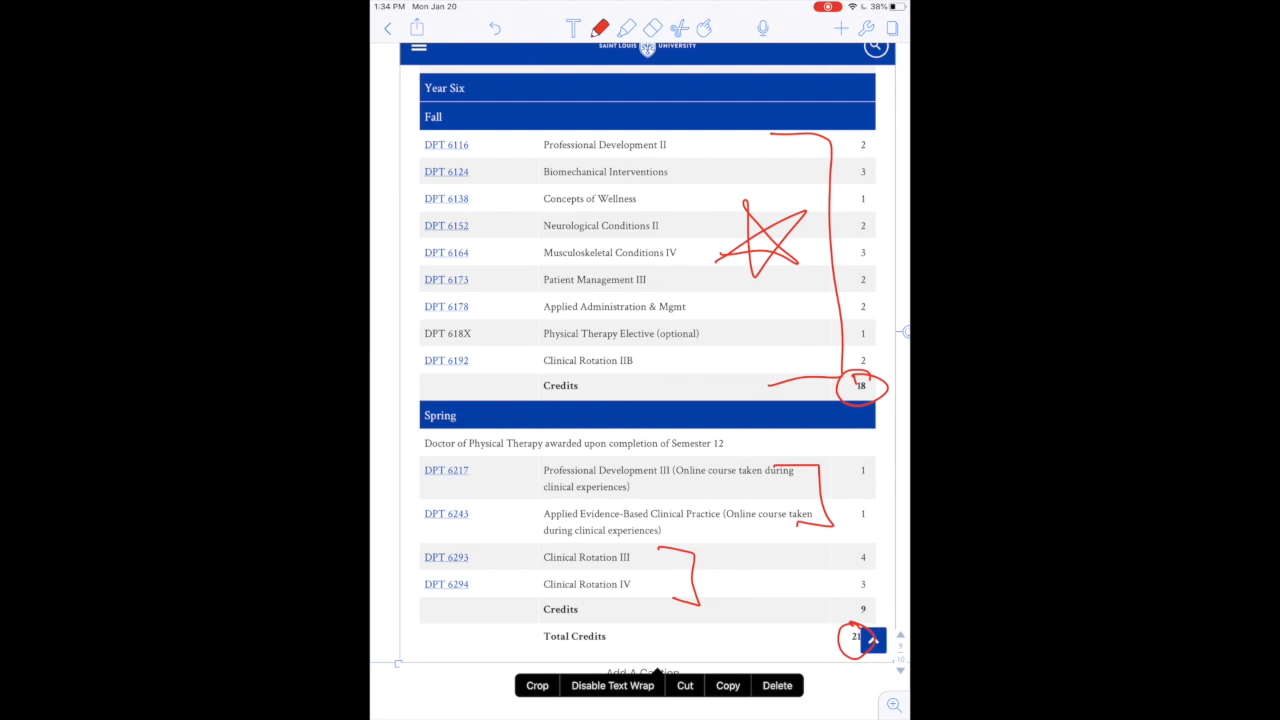 1:34 PM Mon Jan 20 38%
T
SAINT LOUIS UNIVERSITY
Year Six
Fall
DPT 6116 Professional Development II 2
DPT 6124 Biomechanical Interventions 3
DPT 6138 Concepts of Wellness 1
DPT 6152 Neurological Conditions II 2
DPT 6164 Musculoskeletal Conditions IV 3
DPT 6173 Patient Management III 2
DPT 6178 Applied Administration & Mgmt 2
DPT 618X Physical Therapy Elective (optional) 1
DPT 6192 Clinical Rotation IIB 2
Credits 18
Spring
Doctor of Physical Therapy awarded upon completion of Semester 12
DPT 6217 Professional Development III (Online course taken during 1
clinical experiences)
DPT 6243 Applied Evidence-Based Clinical Practice (Online course taken 1
during clinical experiences)
DPT 6293 Clinical Rotation III 4
DPT 6294 Clinical Rotation IV 3
Credits 9
Total Credits 21
9
10
Add A Caption
Crop Disable Text Wrap Cut Copy Delete